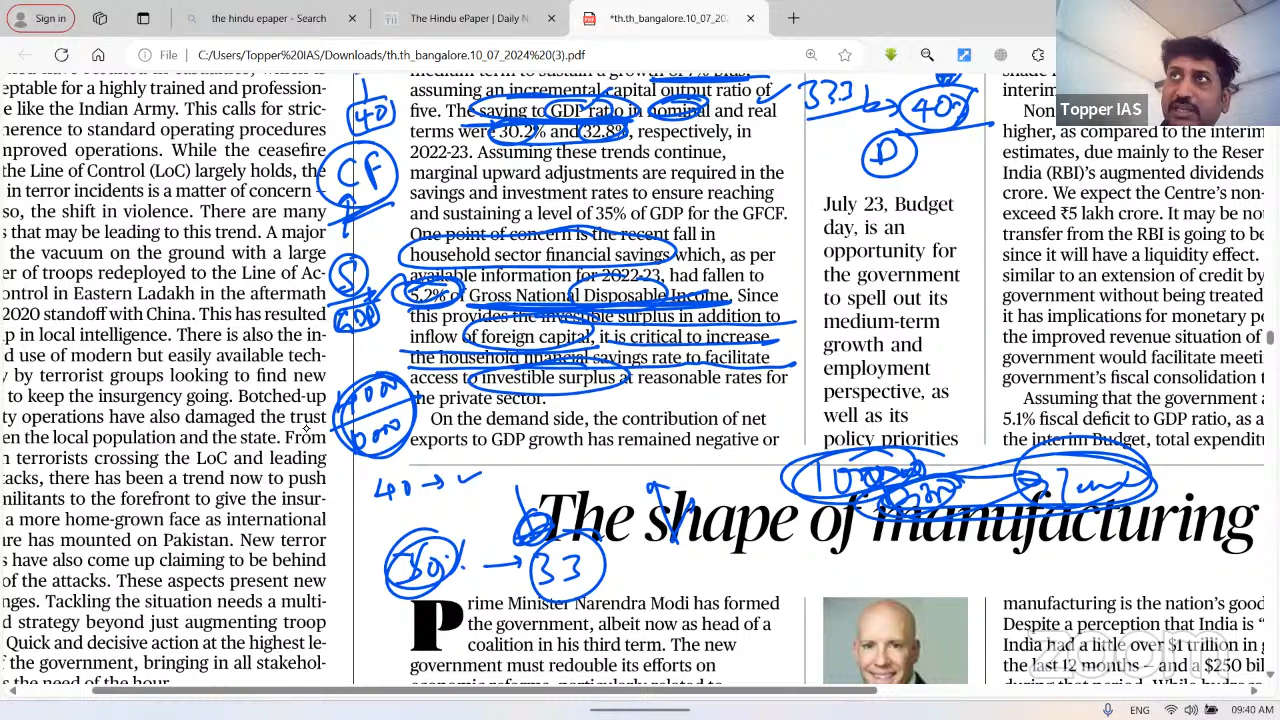 Sign in
the hindu epaper - Search
The Hindu ePaper | Daily N
*th.th_bangalore.10_07_202
File
C:/Users/Topper%20IAS/Downloads/th.th_bangalore.10_07_2024%20(3).pdf
Topper IAS
eptable for a highly trained and profession-
e like the Indian Army. This calls for stric-
herence to standard operating procedures
mproved operations. While the ceasefire
the Line of Control (LoC) largely holds, the
in terror incidents is a matter of concern –
so, the shift in violence. There are many
s that may be leading to this trend. A major
the vacuum on the ground with a large
er of troops redeployed to the Line of Ac-
ontrol in Eastern Ladakh in the aftermath
2020 standoff with China. This has resulted
p in local intelligence. There is also the in-
d use of modern but easily available tech-
y by terrorist groups looking to find new
to keep the insurgency going. Botched-up
ty operations have also damaged the trust
en the local population and the state. From
n terrorists crossing the LoC and leading
tacks, there has been a trend now to push
militants to the forefront to give the insur-
a more home-grown face as international
re has mounted on Pakistan. New terror
s have also come up claiming to be behind
of the attacks. These aspects present new
nges. Tackling the situation needs a multi-
d strategy beyond just augmenting troop
Quick and decisive action at the highest le-
f the government, bringing in all stakehol-
s the need of the hour.
40
CF
S
GDP
medium term to sustain a growth of 7% plus,
assuming an incremental capital output ratio of
five. The saving to GDP ratio in nominal and real
terms were 30.2% and 32.8%, respectively, in
2022-23. Assuming these trends continue,
marginal upward adjustments are required in the
savings and investment rates to ensure reaching
and sustaining a level of 35% of GDP for the GFCF.
One point of concern is the recent fall in
household sector financial savings which, as per
available information for 2022-23, had fallen to
5.2% of Gross National Disposable Income. Since
this provides the investible surplus in addition to
inflow of foreign capital, it is critical to increase
the household financial savings rate to facilitate
access to investible surplus at reasonable rates for
the private sector.
On the demand side, the contribution of net
exports to GDP growth has remained negative or
333
D
July 23, Budget
day, is an
opportunity for
the government
to spell out its
medium-term
growth and
employment
perspective, as
well as its
policy priorities
interim
Non
higher, as compared to the interim
estimates, due mainly to the Reser
India (RBI)'s augmented dividends
crore. We expect the Centre's non-
exceed ₹5 lakh crore. It may be no
transfer from the RBI is going to be
since it will have a liquidity effect.
similar to an expansion of credit by
government without being treated
it has implications for monetary po
the improved revenue situation of
government would facilitate meeti
government's fiscal consolidation t
Assuming that the government a
5.1% fiscal deficit to GDP ratio, as a
the interim Budget, total expenditu
40 →
The shape of manufacturing
→ 33
Prime Minister Narendra Modi has formed
the government, albeit now as head of a
coalition in his third term. The new
government must redouble its efforts on
manufacturing is the nation's good
Despite a perception that India is “
India had a little over $1 trillion in g
the last 12 months — and a $250 bil
zoom
ENG
09:40 AM